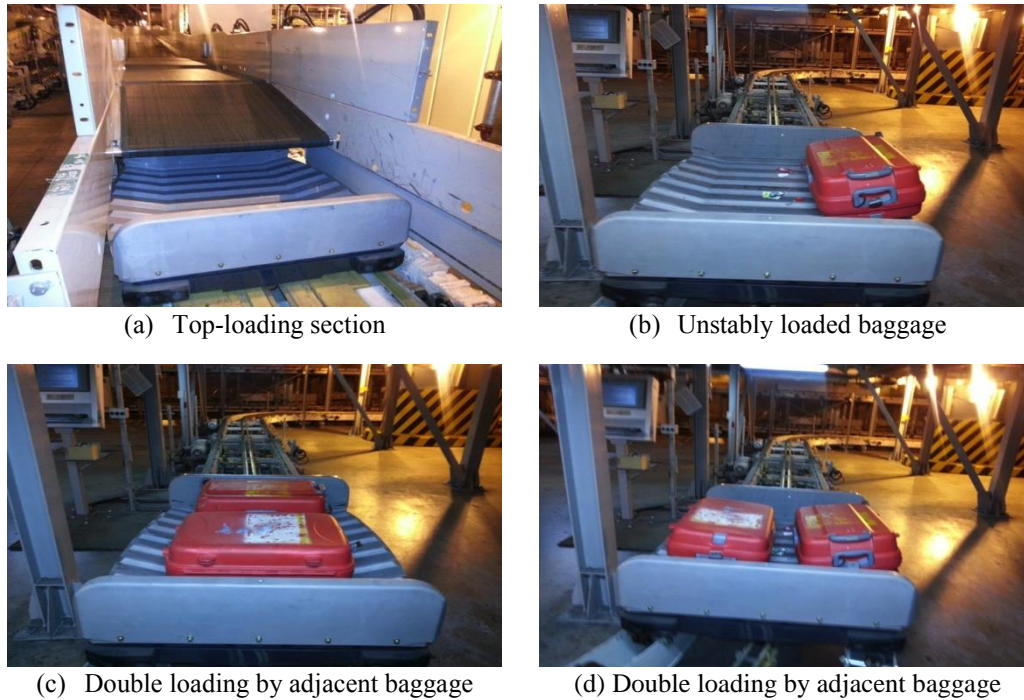 (a) Top-loading section
(b) Unstably loaded baggage
(c) Double loading by adjacent baggage
(d) Double loading by adjacent baggage